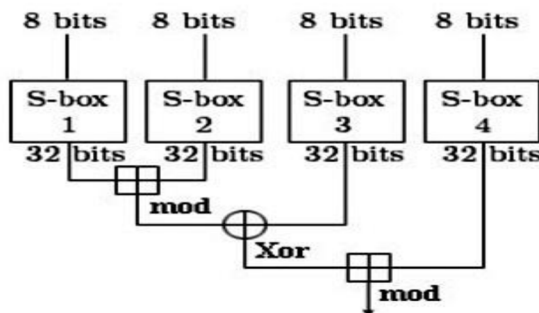 8 bits 8 bits 8 bits 8 bits
S-box S-box S-box S-box
1 2 3 4
32 bits 32 bits 32 bits 32 bits
mod
Xor
mod